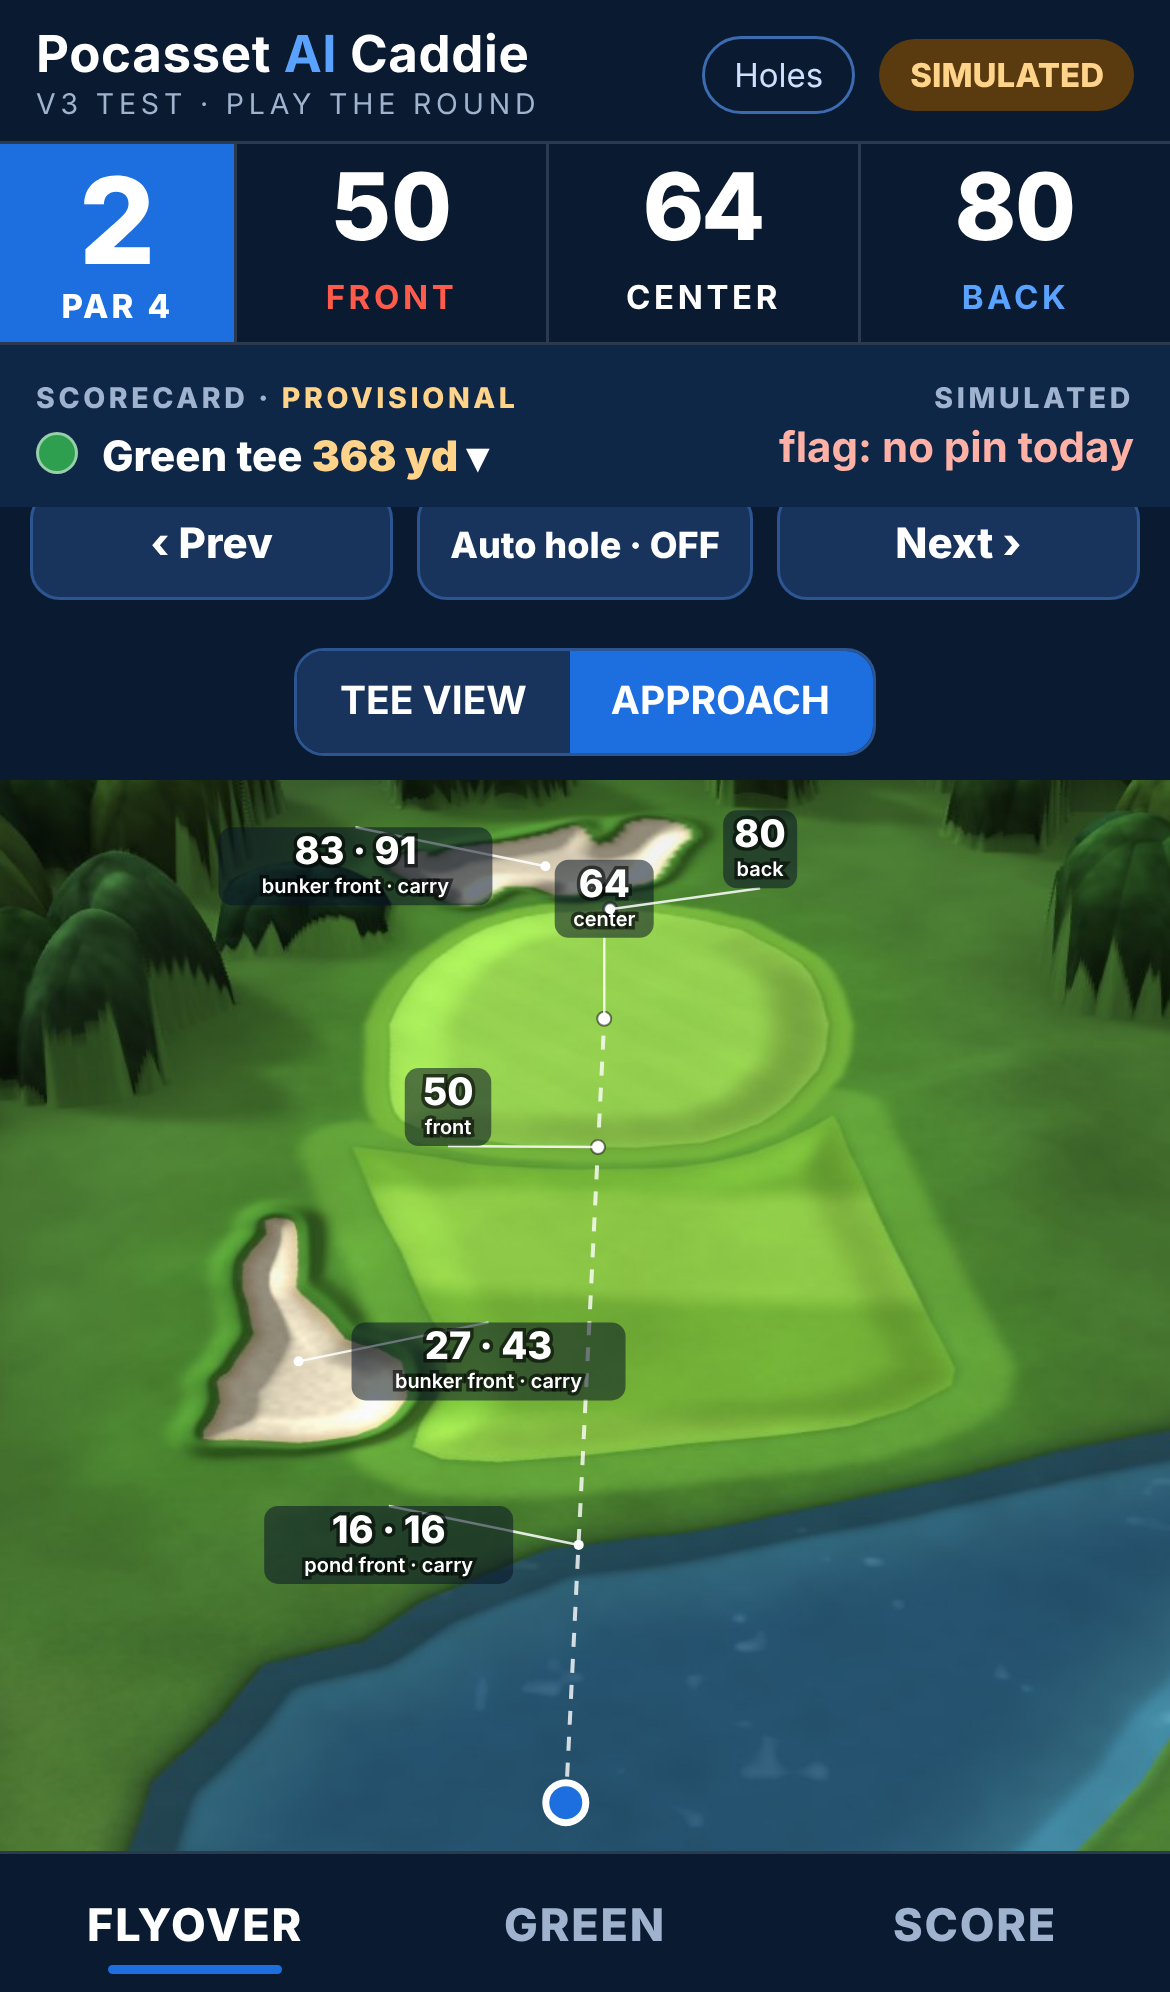 Pocasset AI Caddie
V3 TEST · PLAY THE ROUND
Holes
SIMULATED
2
PAR 4
50
FRONT
64
CENTER
80
BACK
SCORECARD · PROVISIONAL
Green tee 368 yd ▾
SIMULATED
flag: no pin today
‹ Prev
Auto hole · OFF
Next ›
TEE VIEW
APPROACH
83 · 91
bunker front · carry
80
back
64
center
50
front
27 · 43
bunker front · carry
16 · 16
pond front · carry
FLYOVER
GREEN
SCORE